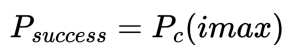 P_{success} = P_c(imax)